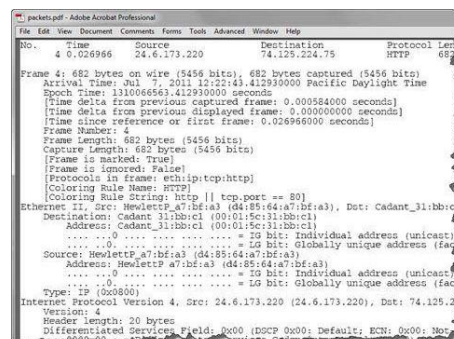 packets.pdf - Adobe Acrobat Professional
File Edit View Document Comments Forms Tools Advanced Window Help
No. Time Source Destination Protocol Len
4 0.026966 24.6.173.220 74.125.224.75 HTTP 682
Frame 4: 682 bytes on wire (5456 bits), 682 bytes captured (5456 bits)
Arrival Time: Jul 7, 2011 12:22:43.412930000 Pacific Daylight Time
Epoch Time: 1310066563.412930000 seconds
[Time delta from previous captured frame: 0.000584000 seconds]
[Time delta from previous displayed frame: 0.000000000 seconds]
[Time since reference or first frame: 0.026966000 seconds]
Frame Number: 4
Frame Length: 682 bytes (5456 bits)
Capture Length: 682 bytes (5456 bits)
[Frame is marked: True]
[Frame is ignored: False]
[Protocols in frame: eth:ip:tcp:http]
[Coloring Rule Name: HTTP]
[Coloring Rule String: http || tcp.port == 80]
Ethernet II, Src: HewlettP_a7:bf:a3 (d4:85:64:a7:bf:a3), Dst: Cadant_31:bb:c
Destination: Cadant_31:bb:c1 (00:01:5c:31:bb:c1)
Address: Cadant_31:bb:c1 (00:01:5c:31:bb:c1)
.... ...0 .... .... .... .... = IG bit: Individual address (unicast)
.... ..0. .... .... .... .... = LG bit: Globally unique address (fac
Source: HewlettP_a7:bf:a3 (d4:85:64:a7:bf:a3)
Address: HewlettP_a7:bf:a3 (d4:85:64:a7:bf:a3)
.... ...0 .... .... .... .... = IG bit: Individual address (unicast)
.... ..0. .... .... .... .... = LG bit: Globally unique address (fac
Type: IP (0x0800)
Internet Protocol Version 4, Src: 24.6.173.220 (24.6.173.220), Dst: 74.125.2
Version: 4
Header length: 20 bytes
Differentiated Services Field: 0x00 (DSCP 0x00: Default; ECN: 0x00: Not